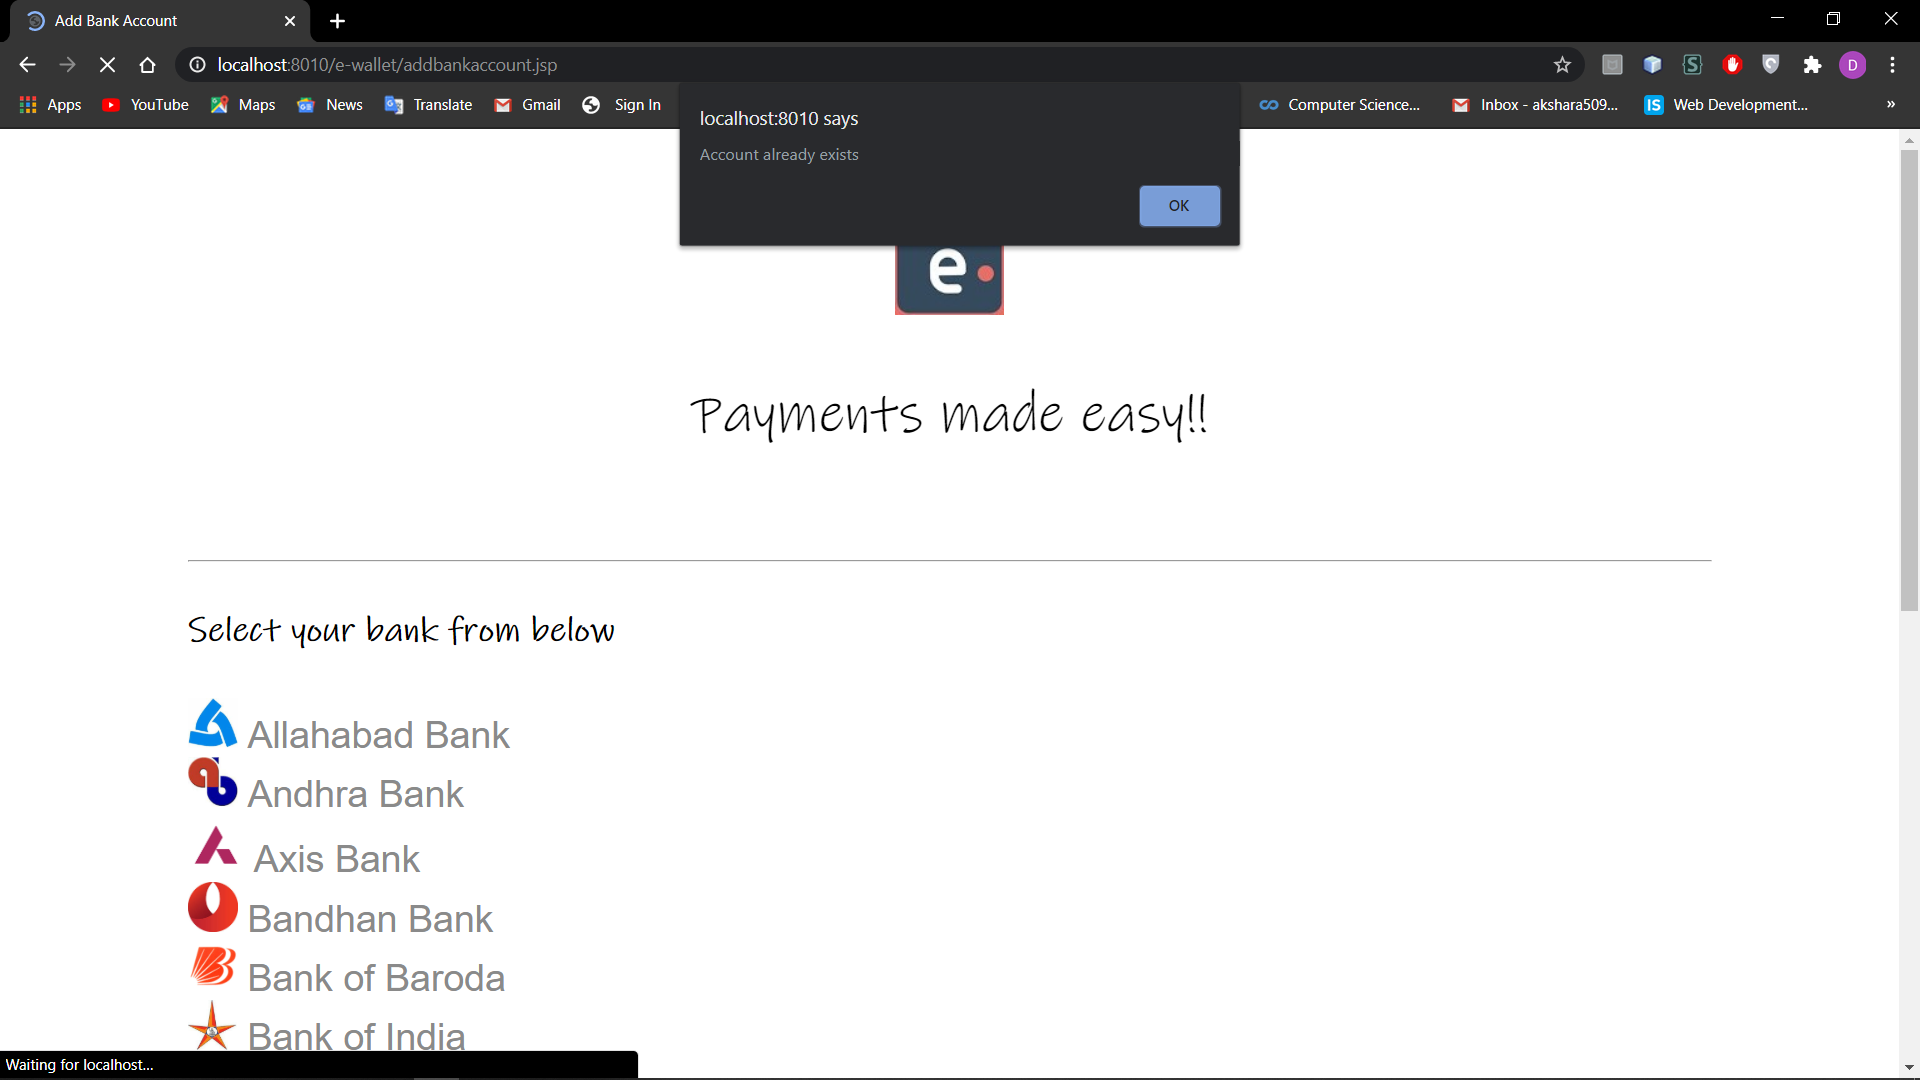 Add Bank Account
localhost:8010/e-wallet/addbankaccount.jsp
D
Apps YouTube Maps News Translate Gmail Sign In Computer Science... Inbox - akshara509... IS Web Development... »
localhost:8010 says
Account already exists
OK
e
Payments made easy!!
Select your bank from below
Allahabad Bank
Andhra Bank
Axis Bank
Bandhan Bank
Bank of Baroda
Bank of India
Waiting for localhost...